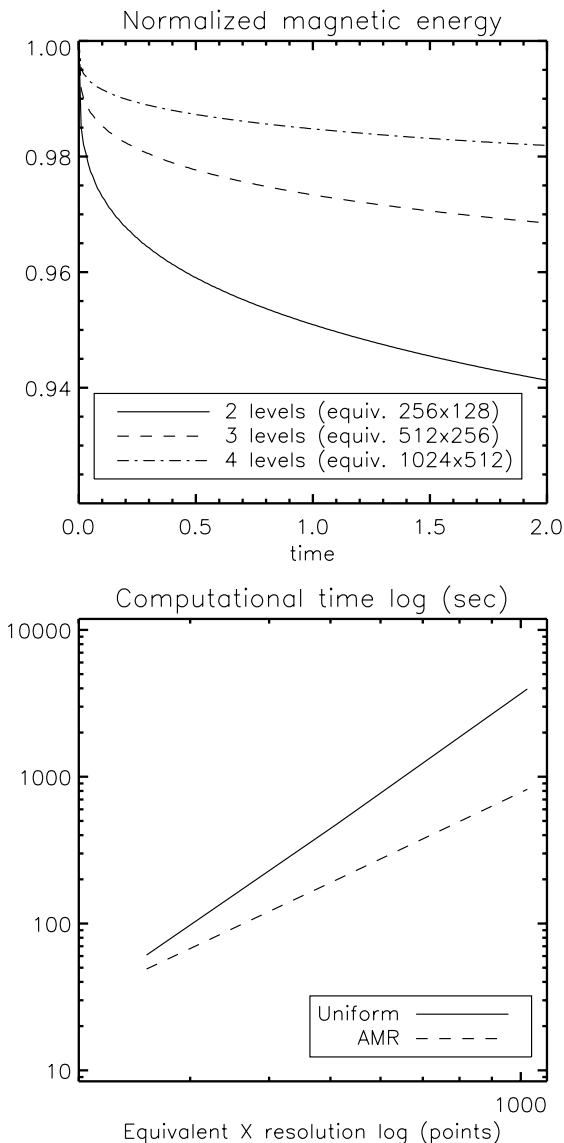 Normalized magnetic energy
1.00
0.98
0.96
0.94
2 levels (equiv. 256x128)
3 levels (equiv. 512x256)
4 levels (equiv. 1024x512)
0.0 0.5 1.0 1.5 2.0
time
Computational time log (sec)
10000
1000
100
10
Uniform
AMR
1000
Equivalent X resolution log (points)